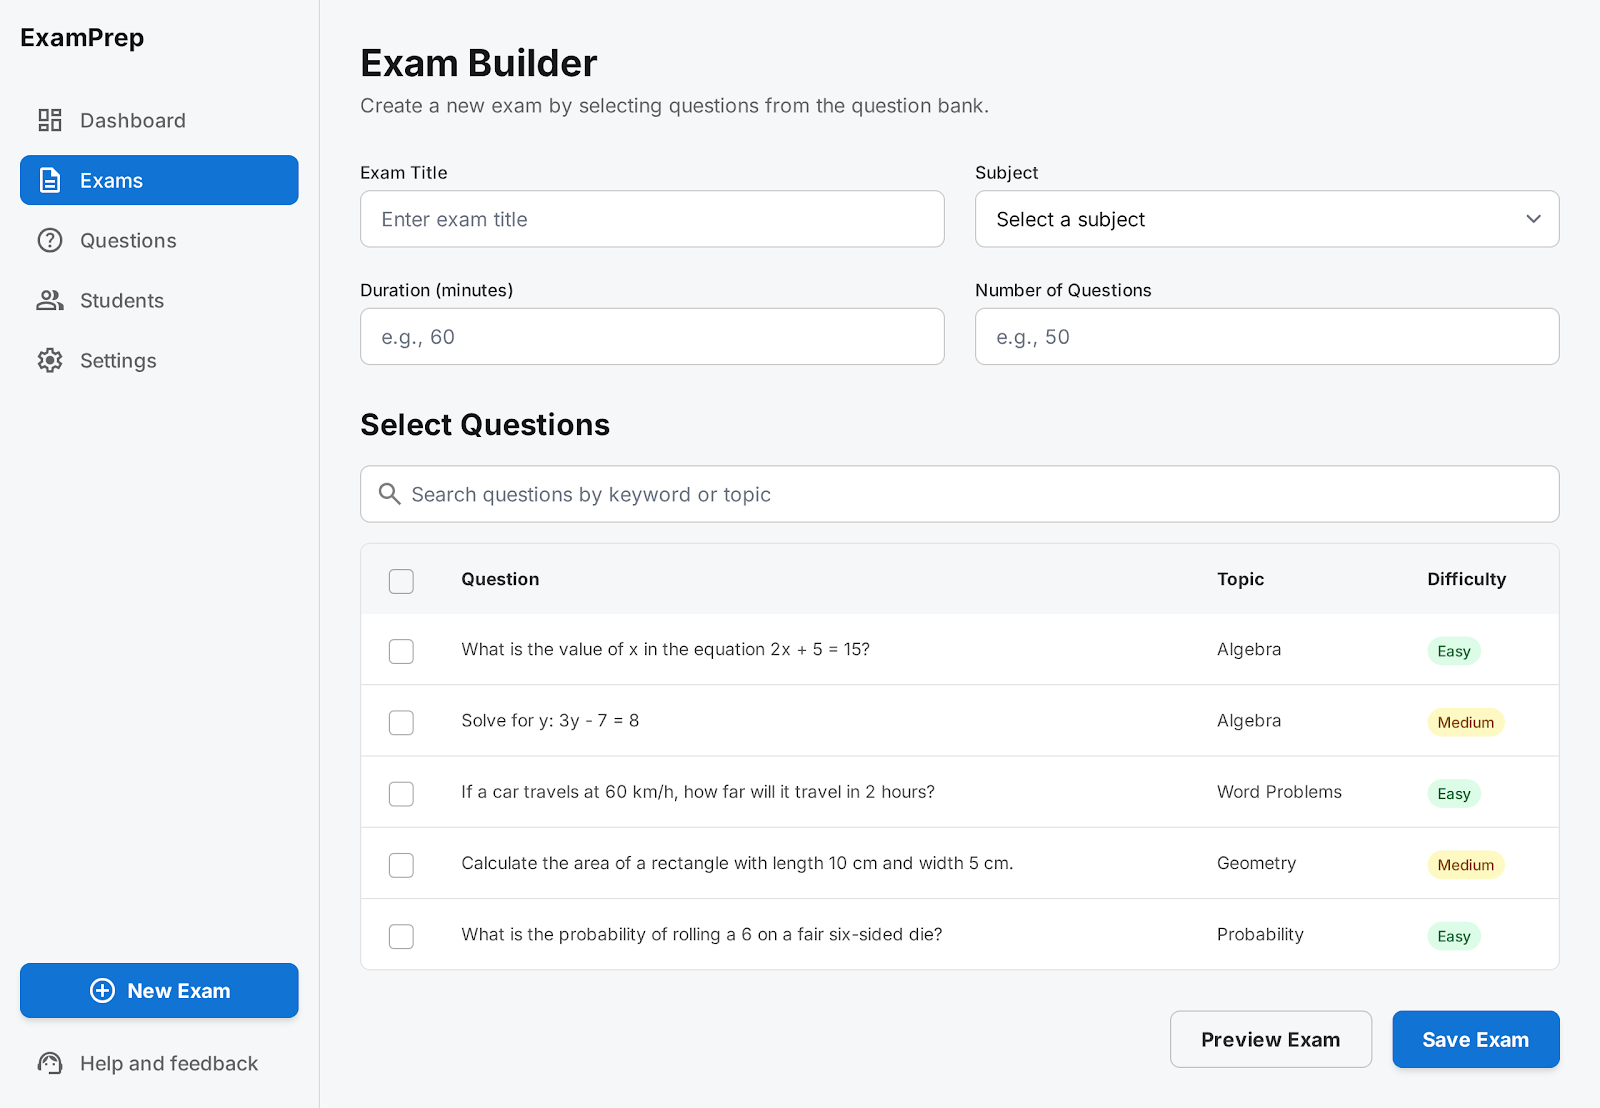 ExamPrep
Dashboard
Exams
Questions
Students
Settings
New Exam
Help and feedback
Exam Builder
Create a new exam by selecting questions from the question bank.
Exam Title
Enter exam title
Subject
Select a subject
Duration (minutes)
e.g., 60
Number of Questions
e.g., 50
Select Questions
Search questions by keyword or topic
Question Topic Difficulty
What is the value of x in the equation 2x + 5 = 15? Algebra Easy
Solve for y: 3y - 7 = 8 Algebra Medium
If a car travels at 60 km/h, how far will it travel in 2 hours? Word Problems Easy
Calculate the area of a rectangle with length 10 cm and width 5 cm. Geometry Medium
What is the probability of rolling a 6 on a fair six-sided die? Probability Easy
Preview Exam
Save Exam